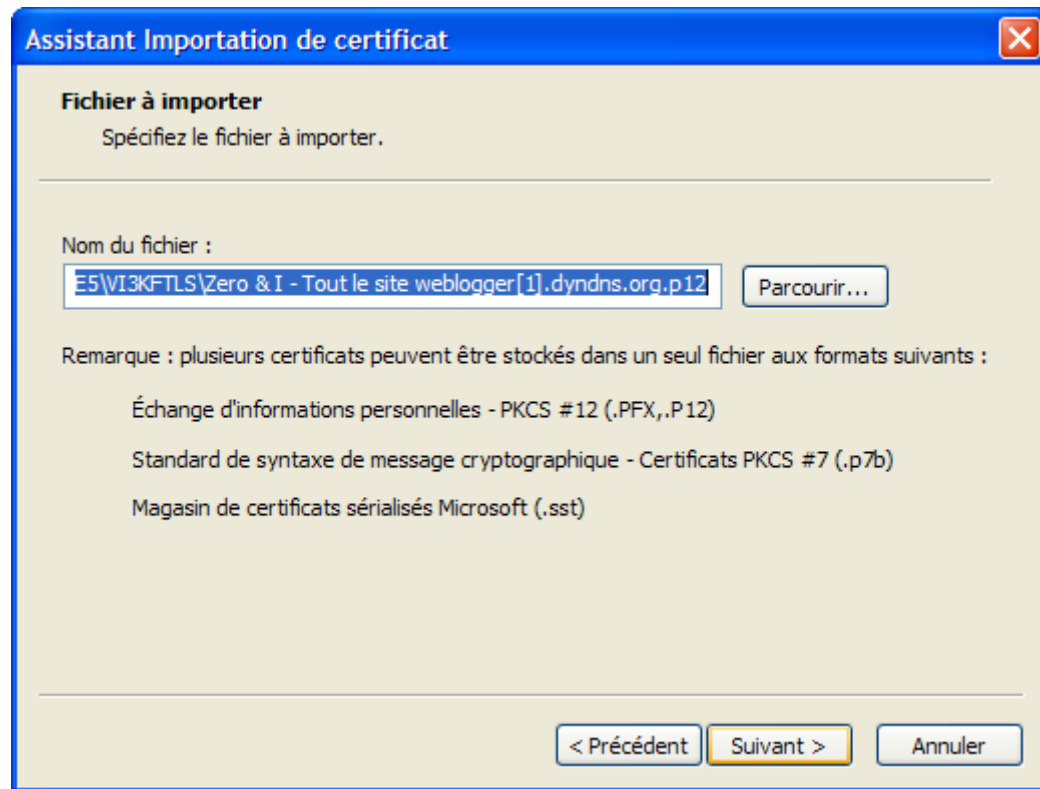 Assistant Importation de certificat
Fichier à importer
Spécifiez le fichier à importer.
Nom du fichier :
E5\VI3KFTLS\Zero & I - Tout le site weblogger[1].dyndns.org.p12
Parcourir...
Remarque : plusieurs certificats peuvent être stockés dans un seul fichier aux formats suivants :
Échange d'informations personnelles - PKCS #12 (.PFX,.P12)
Standard de syntaxe de message cryptographique - Certificats PKCS #7 (.p7b)
Magasin de certificats sérialisés Microsoft (.sst)
< Précédent Suivant > Annuler